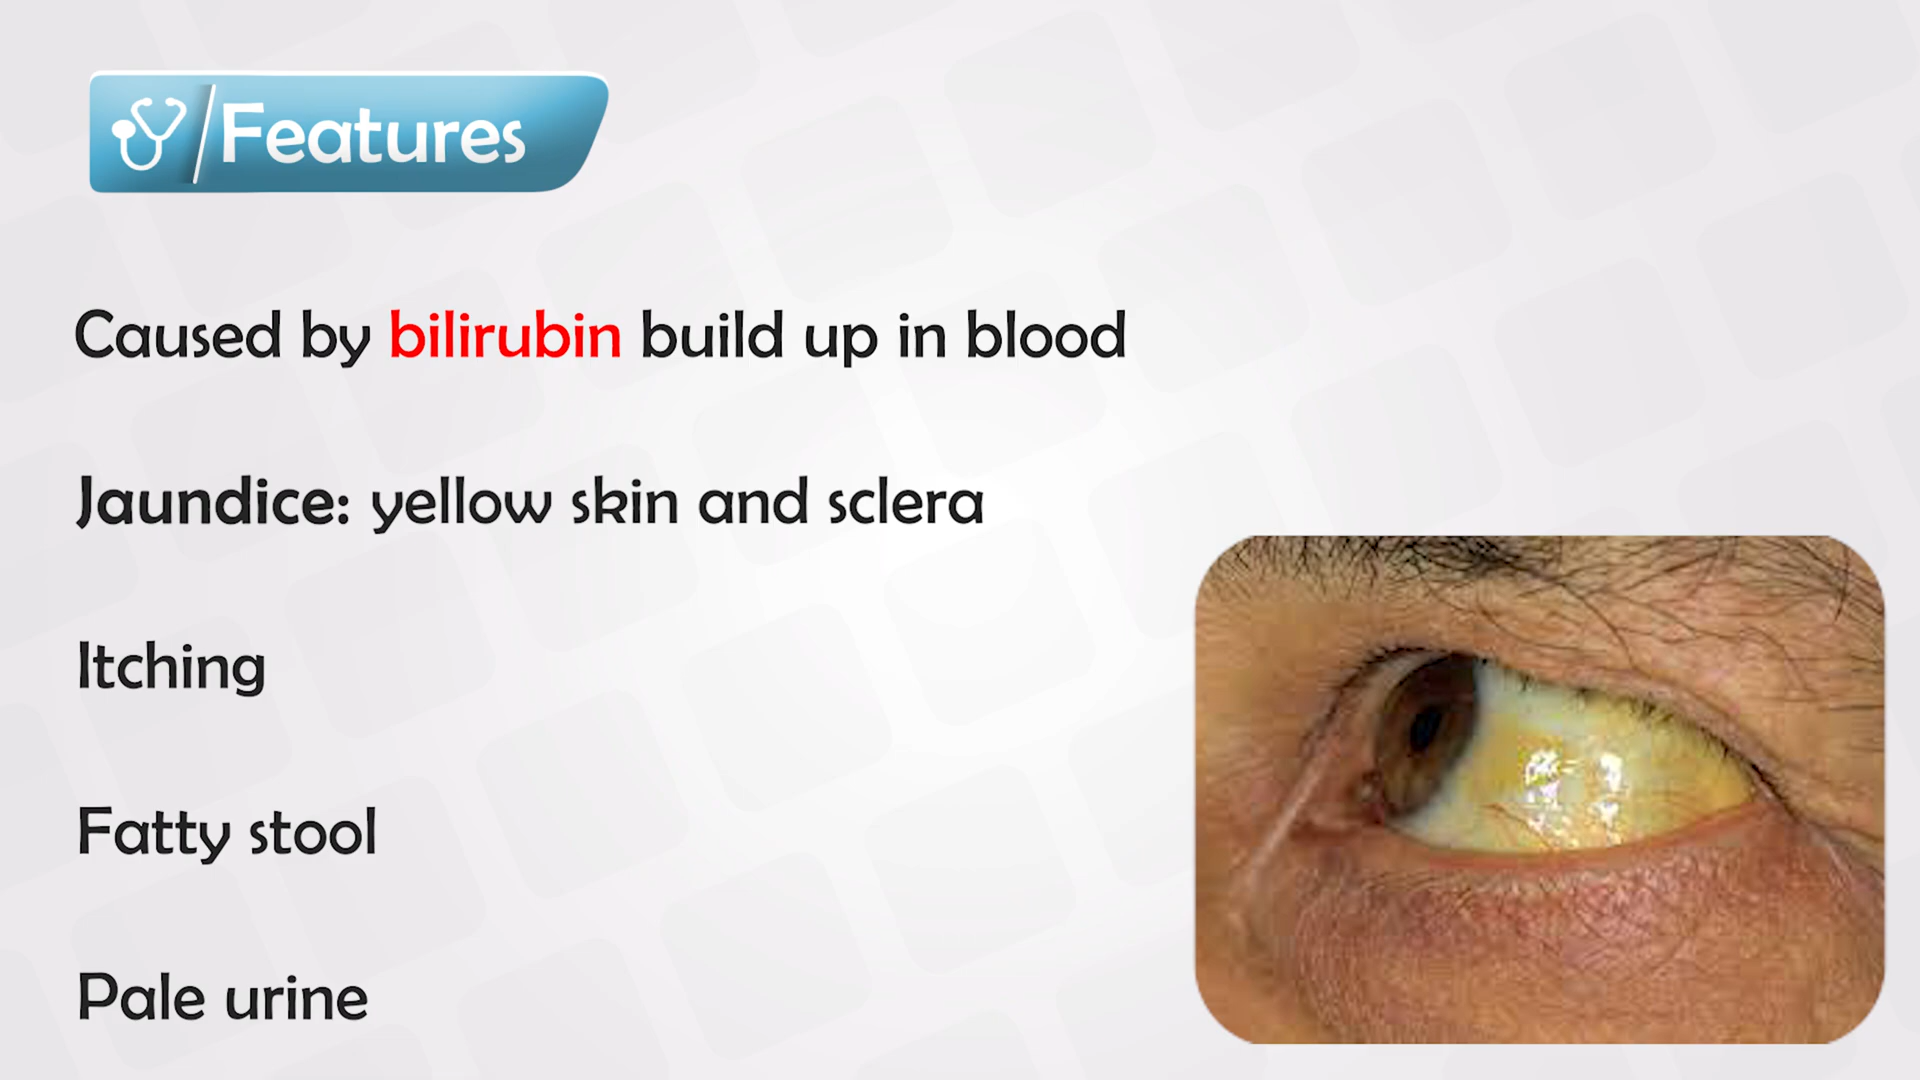 Features
Caused by bilirubin build up in blood
Jaundice: yellow skin and sclera
Itching
Fatty stool
Pale urine